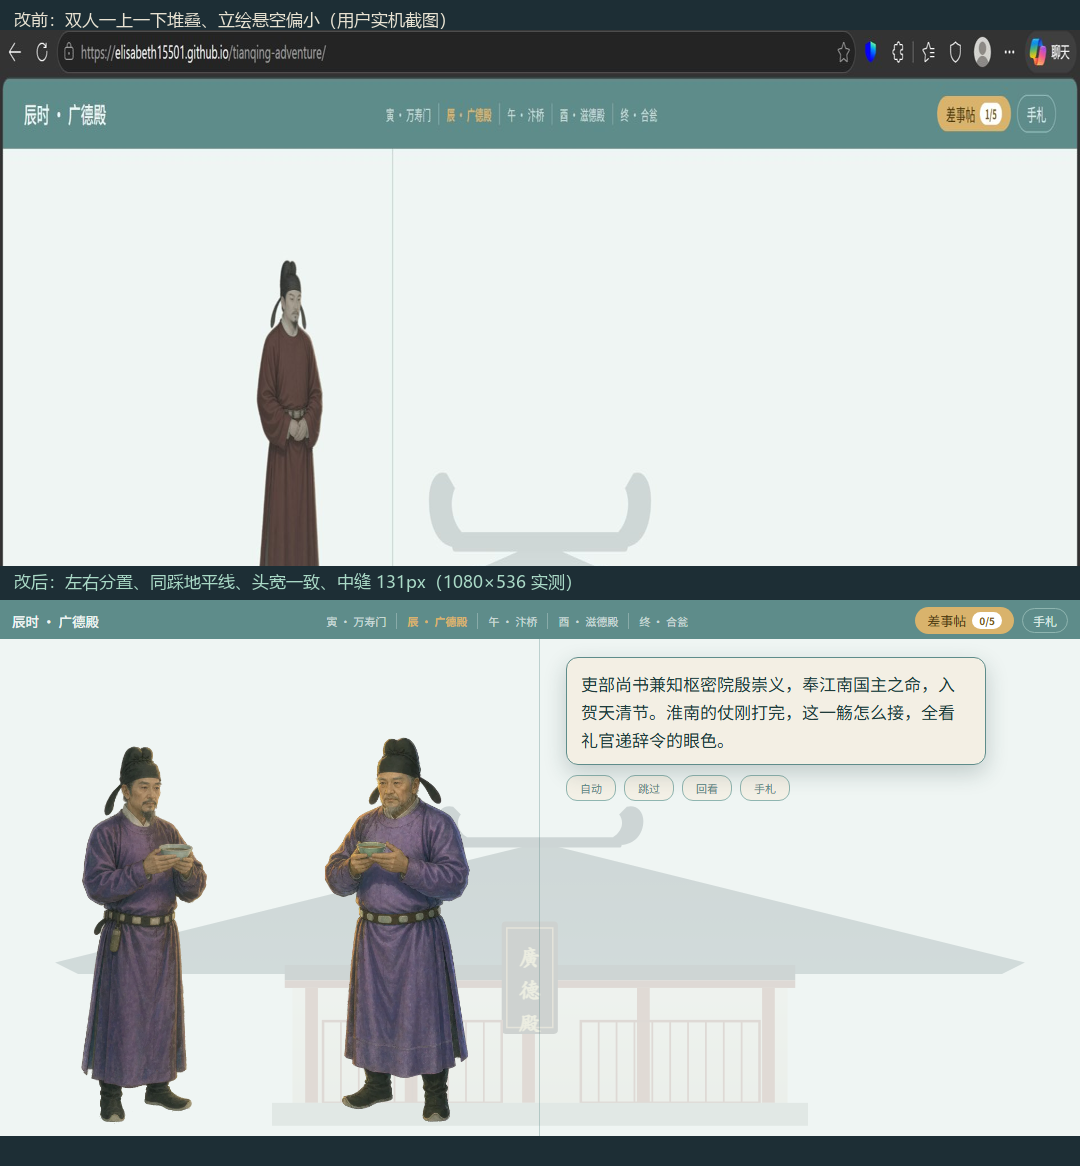 改前：双人一上一下堆叠、立绘悬空偏小（用户实机截图）
https://elisabeth15501.github.io/tianqing-adventure/
聊天
辰时・广德殿 寅・万寿门 辰・广德殿 午・汴桥 酉・滋德殿 终・合瓮 差事帖 1/5 手札
改后：左右分置、同踩地平线、头宽一致、中缝 131px（1080×536 实测）
辰时・广德殿 寅・万寿门 辰・广德殿 午・汴桥 酉・滋德殿 终・合瓮 差事帖 0/5 手札
吏部尚书兼知枢密院殷崇义，奉江南国主之命，入
贺天清节。淮南的仗刚打完，这一觞怎么接，全看
礼官递辞令的眼色。
自动 跳过 回看 手札
廣
德
殿